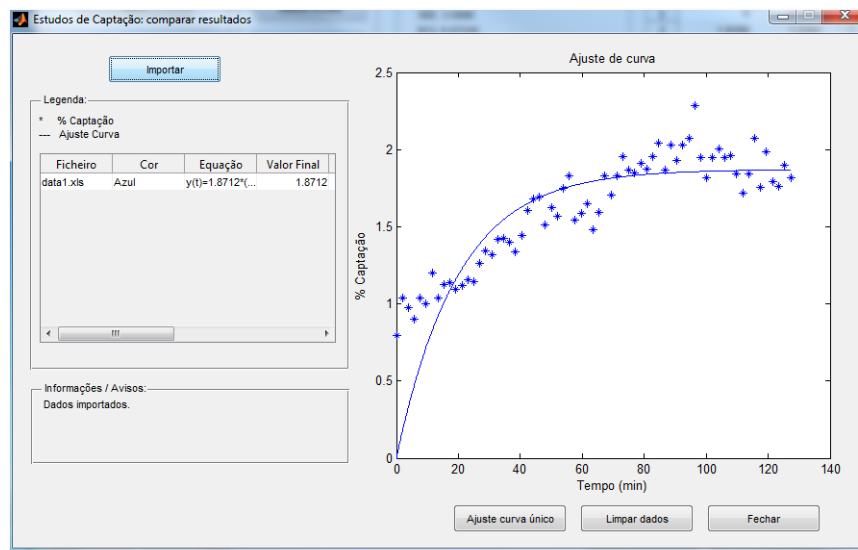 Estudos de Captação: comparar resultados
Importar
Legenda:
* % Captação
--- Ajuste Curva
Ficheiro Cor Equação Valor Final
data1.xls Azul y(t)=1.8712*(... 1.8712
Informações / Avisos:
Dados importados.
Ajuste de curva
2.5
2
1.5
1
0.5
0
% Captação
0 20 40 60 80 100 120 140
Tempo (min)
Ajuste curva único Limpar dados Fechar